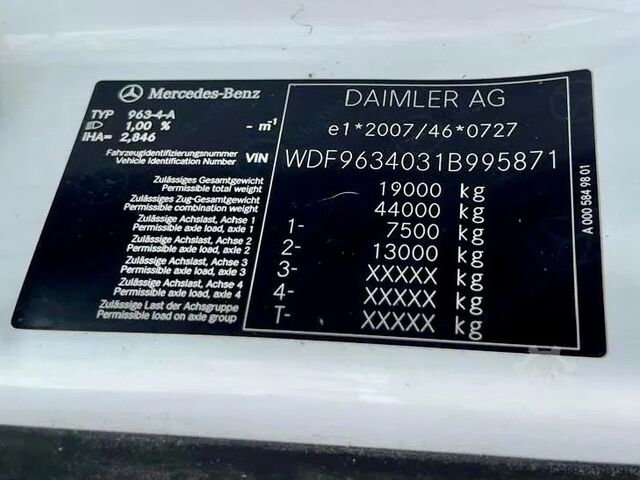 Mercedes-Benz
TYP 963-4-A
1,00 % - m⁻¹
iHA= 2,846
Fahrzeugidentifizierungsnummer
Vehicle Identification Number VIN
DAIMLER AG
e1*2007/46*0727
WDF9634031B995871
Zulässiges Gesamtgewicht
Permissible total weight 19000 kg
Zulässiges Zug-Gesamtgewicht
Permissible combination weight 44000 kg
Zulässige Achslast, Achse 1
Permissible axle load, axle 1 1- 7500 kg
Zulässige Achslast, Achse 2
Permissible axle load, axle 2 2- 13000 kg
Zulässige Achslast, Achse 3
Permissible axle load, axle 3 3- XXXXX kg
Zulässige Achslast, Achse 4
Permissible axle load, axle 4 4- XXXXX kg
Zulässige Last der Achsgruppe
Permissible load on axle group T- XXXXX kg
A 000 584 98 01